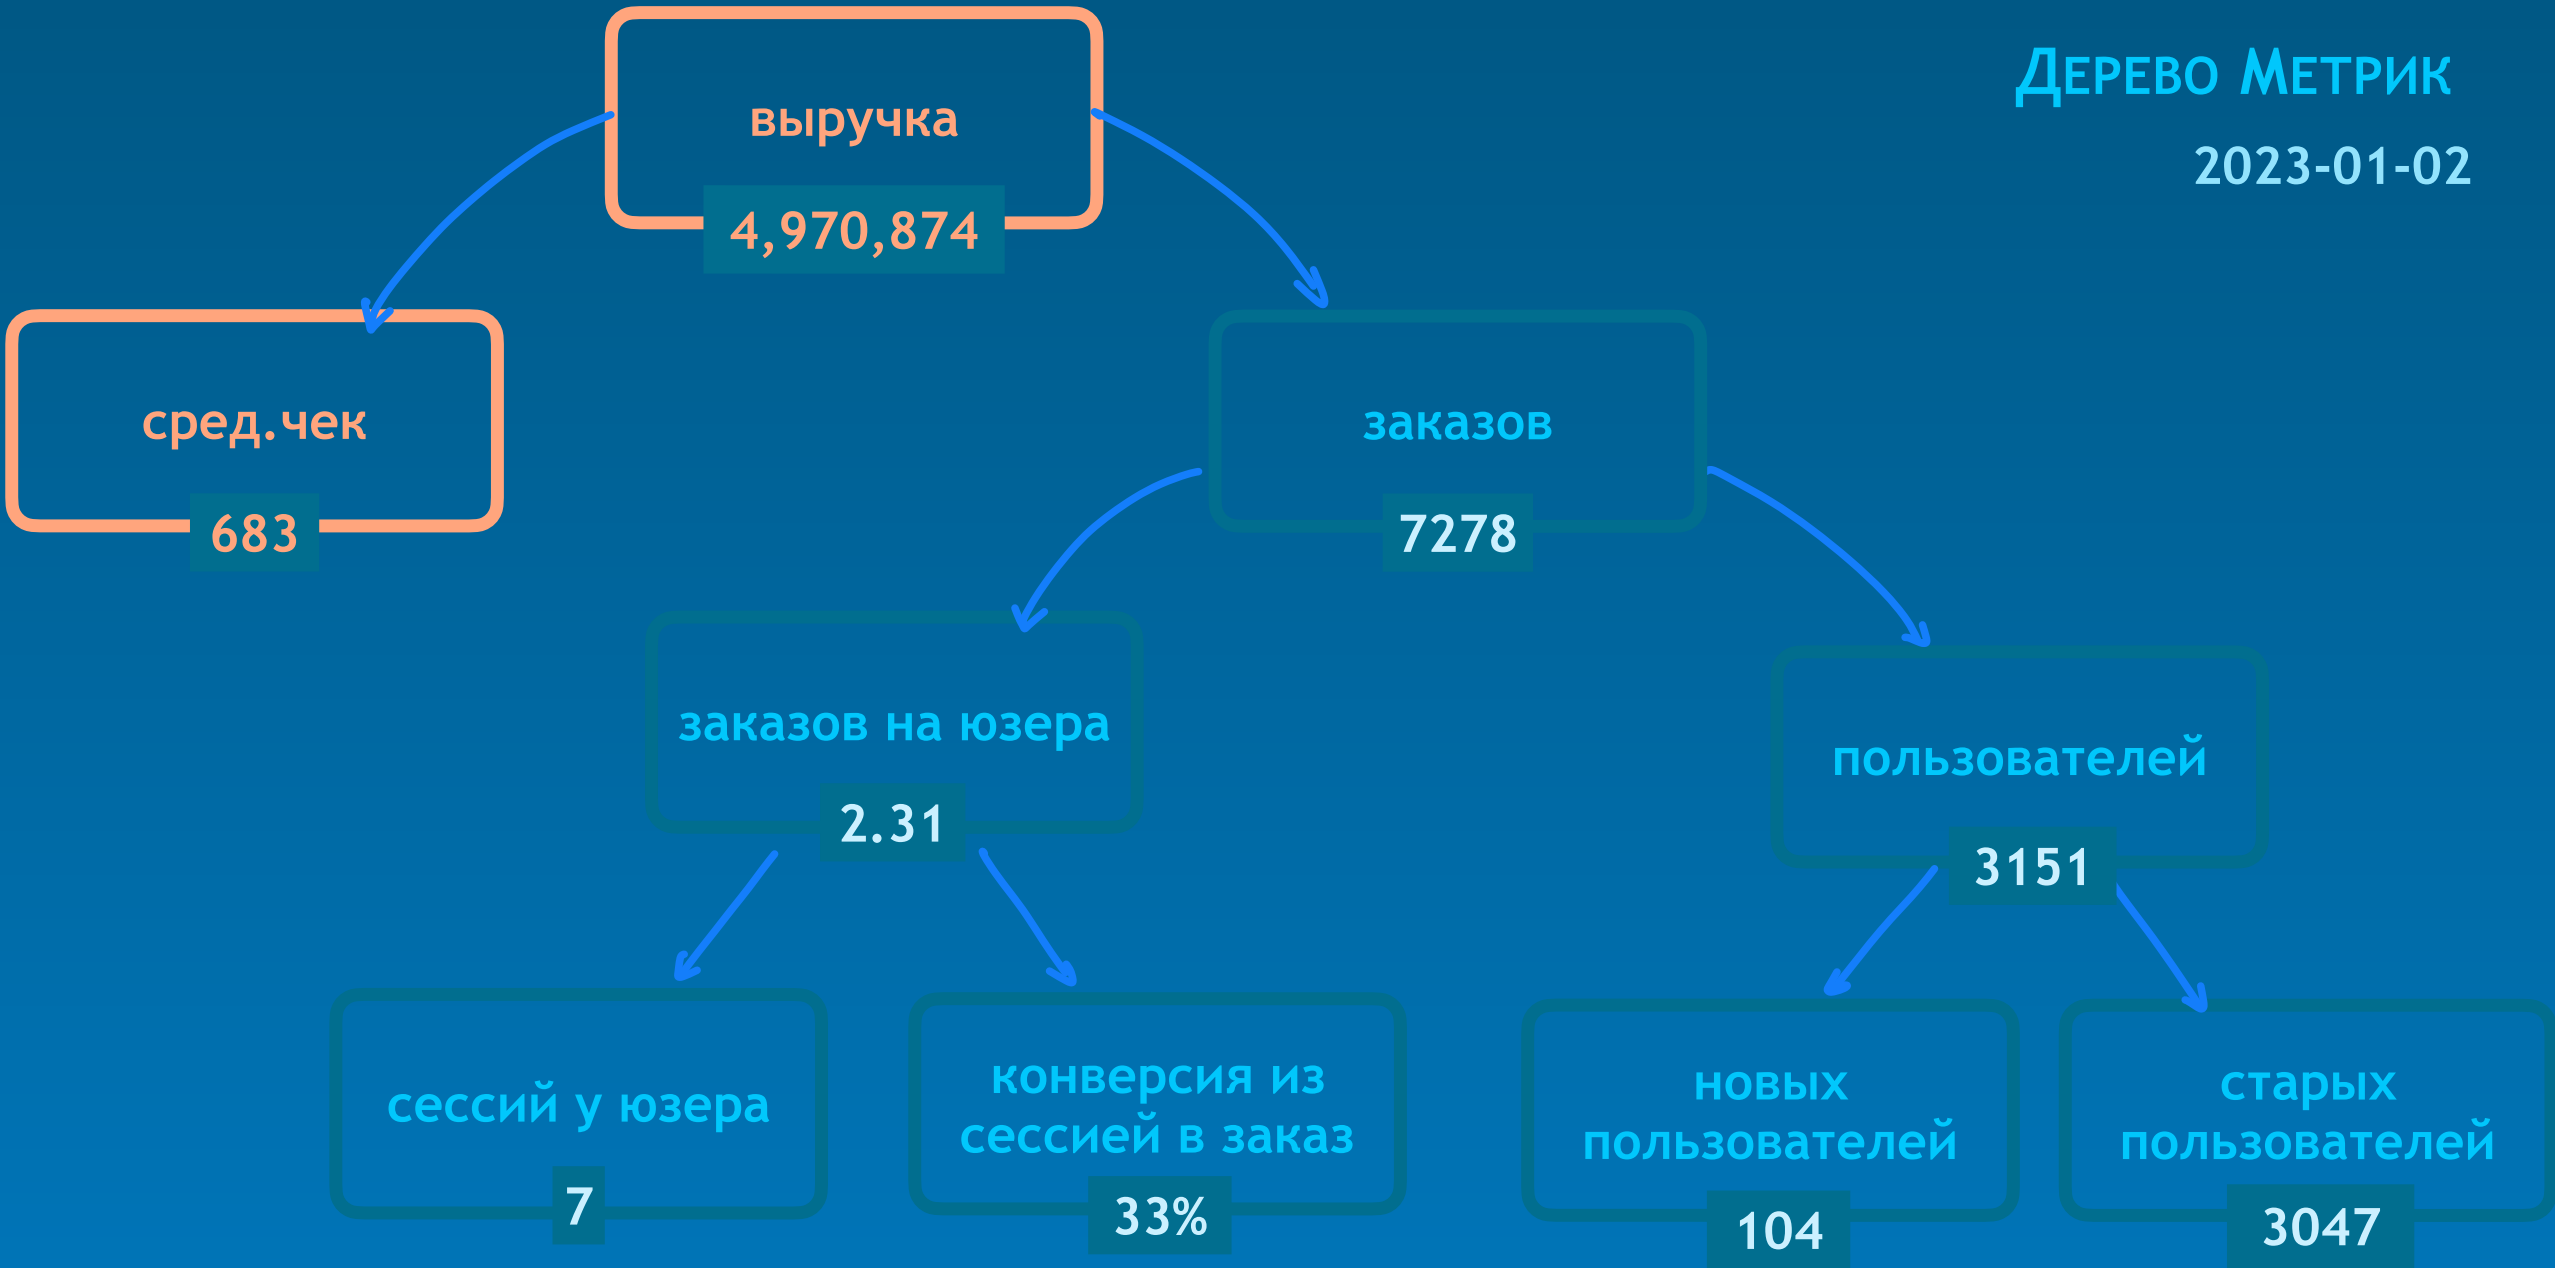 Дерево Метрик
2023-01-02
выручка
4,970,874
сред.чек
683
заказов
7278
заказов на юзера
2.31
пользователей
3151
сессий у юзера
7
конверсия из
сессией в заказ
33%
новых
пользователей
104
старых
пользователей
3047